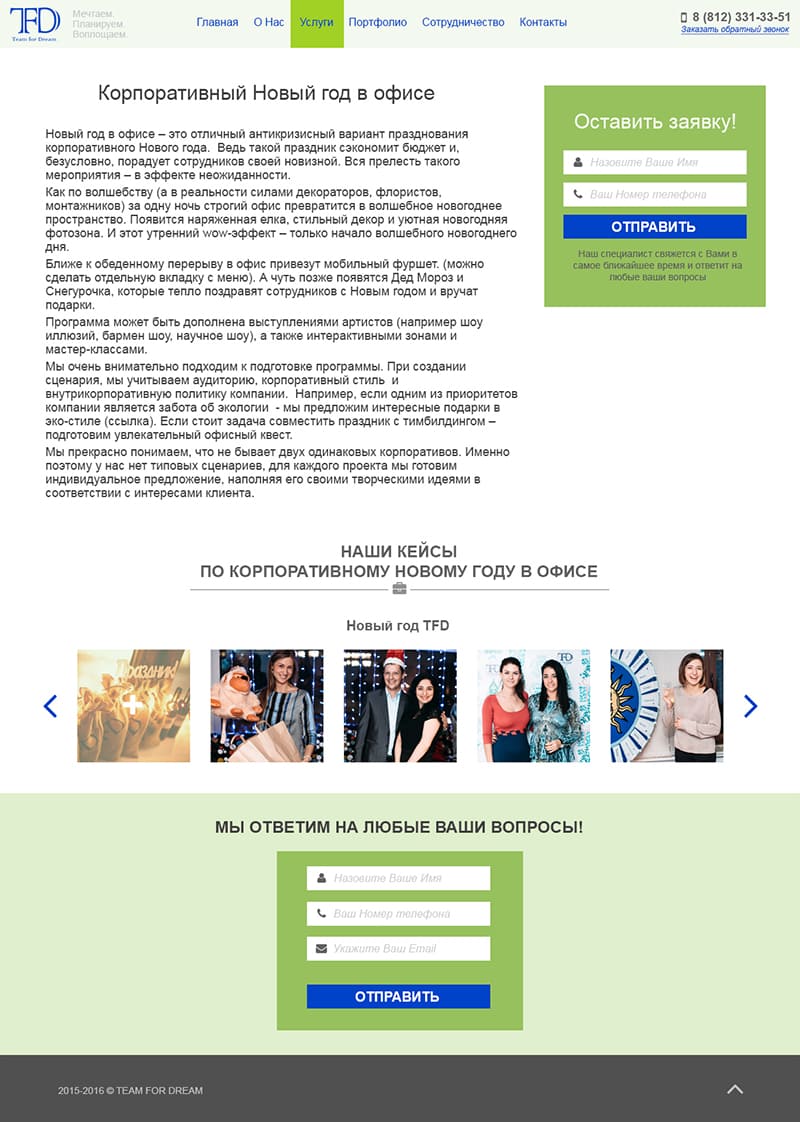 TFD
Team for Dream
Мечтаем.
Планируем.
Воплощаем.
Главная
О Нас
Услуги
Портфолио
Сотрудничество
Контакты
8 (812) 331-33-51
Заказать обратный звонок
Корпоративный Новый год в офисе
Новый год в офисе – это отличный антикризисный вариант празднования
корпоративного Нового года. Ведь такой праздник сэкономит бюджет и,
безусловно, порадует сотрудников своей новизной. Вся прелесть такого
мероприятия – в эффекте неожиданности.
Как по волшебству (а в реальности силами декораторов, флористов,
монтажников) за одну ночь строгий офис превратится в волшебное новогоднее
пространство. Появится наряженная елка, стильный декор и уютная новогодняя
фотозона. И этот утренний wow-эффект – только начало волшебного новогоднего
дня.
Ближе к обеденному перерыву в офис привезут мобильный фуршет. (можно
сделать отдельную вкладку с меню). А чуть позже появятся Дед Мороз и
Снегурочка, которые тепло поздравят сотрудников с Новым годом и вручат
подарки.
Программа может быть дополнена выступлениями артистов (например шоу
иллюзий, бармен шоу, научное шоу), а также интерактивными зонами и
мастер-классами.
Мы очень внимательно подходим к подготовке программы. При создании
сценария, мы учитываем аудиторию, корпоративный стиль и
внутрикорпоративную политику компании. Например, если одним из приоритетов
компании является забота об экологии - мы предложим интересные подарки в
эко-стиле (ссылка). Если стоит задача совместить праздник с тимбилдингом –
подготовим увлекательный офисный квест.
Мы прекрасно понимаем, что не бывает двух одинаковых корпоративов. Именно
поэтому у нас нет типовых сценариев, для каждого проекта мы готовим
индивидуальное предложение, наполняя его своими творческими идеями в
соответствии с интересами клиента.
Оставить заявку!
Назовите Ваше Имя
Ваш Номер телефона
ОТПРАВИТЬ
Наш специалист свяжется с Вами в
самое ближайшее время и ответит на
любые ваши вопросы
НАШИ КЕЙСЫ
ПО КОРПОРАТИВНОМУ НОВОМУ ГОДУ В ОФИСЕ
Новый год TFD
Праздник!
TFD
МЫ ОТВЕТИМ НА ЛЮБЫЕ ВАШИ ВОПРОСЫ!
Назовите Ваше Имя
Ваш Номер телефона
Укажите Ваш Email
ОТПРАВИТЬ
2015-2016 © TEAM FOR DREAM